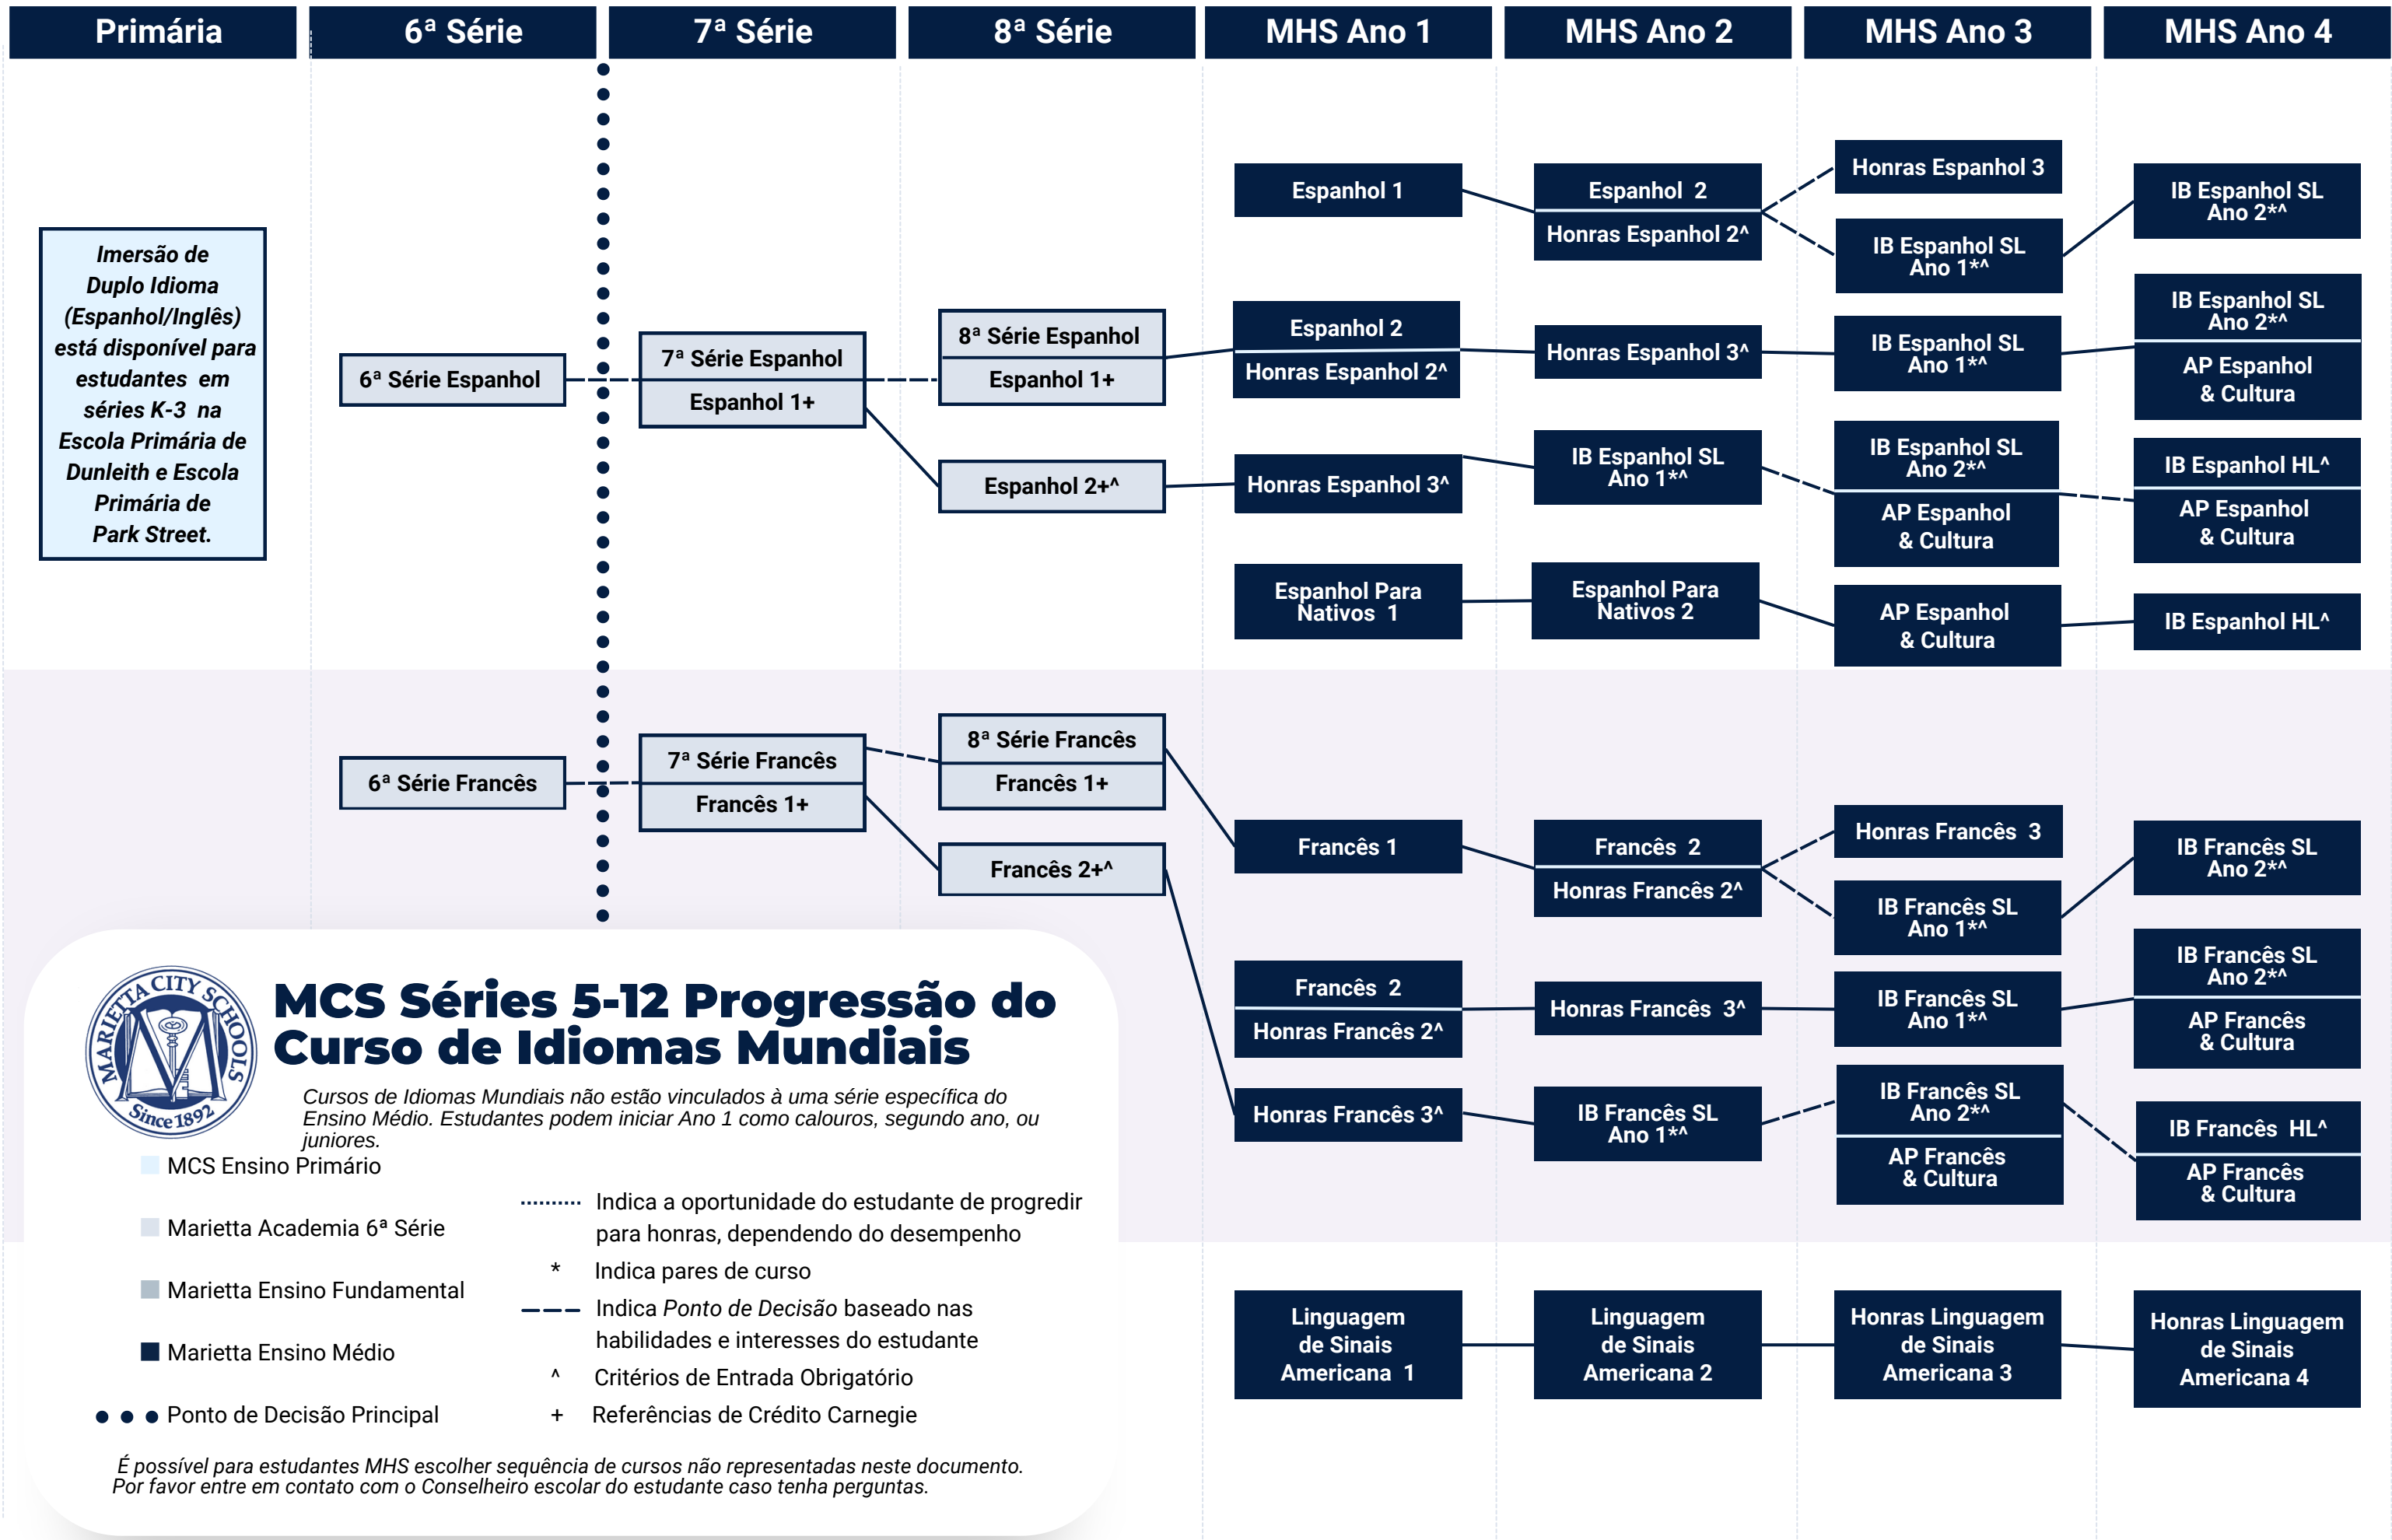 Primária
6ª Série
7ª Série
8ª Série
MHS Ano 1
MHS Ano 2
MHS Ano 3
MHS Ano 4
Imersão de
Duplo Idioma
(Espanhol/Inglês)
está disponível para
estudantes em
séries K-3 na
Escola Primária de
Dunleith e Escola
Primária de
Park Street.
6ª Série Espanhol
7ª Série Espanhol
Espanhol 1+
8ª Série Espanhol
Espanhol 1+
Espanhol 2+^
Espanhol 1
Espanhol 2
Honras Espanhol 2^
Honras Espanhol 3
IB Espanhol SL
Ano 1*^
IB Espanhol SL
Ano 2*^
Espanhol 2
Honras Espanhol 2^
Honras Espanhol 3^
IB Espanhol SL
Ano 1*^
IB Espanhol SL
Ano 2*^
AP Espanhol
& Cultura
Honras Espanhol 3^
IB Espanhol SL
Ano 1*^
IB Espanhol SL
Ano 2*^
AP Espanhol
& Cultura
IB Espanhol HL^
AP Espanhol
& Cultura
Espanhol Para
Nativos 1
Espanhol Para
Nativos 2
AP Espanhol
& Cultura
IB Espanhol HL^
6ª Série Francês
7ª Série Francês
Francês 1+
8ª Série Francês
Francês 1+
Francês 2+^
Francês 1
Francês 2
Honras Francês 2^
Honras Francês 3
IB Francês SL
Ano 1*^
IB Francês SL
Ano 2*^
Francês 2
Honras Francês 2^
Honras Francês 3^
IB Francês SL
Ano 1*^
IB Francês SL
Ano 2*^
AP Francês
& Cultura
Honras Francês 3^
IB Francês SL
Ano 1*^
IB Francês SL
Ano 2*^
AP Francês
& Cultura
IB Francês HL^
AP Francês
& Cultura
Linguagem
de Sinais
Americana 1
Linguagem
de Sinais
Americana 2
Honras Linguagem
de Sinais
Americana 3
Honras Linguagem
de Sinais
Americana 4
MARIETTA CITY SCHOOLS
Since 1892
MCS Séries 5-12 Progressão do
Curso de Idiomas Mundiais
Cursos de Idiomas Mundiais não estão vinculados à uma série específica do
Ensino Médio. Estudantes podem iniciar Ano 1 como calouros, segundo ano, ou
juniores.
MCS Ensino Primário
Marietta Academia 6ª Série
Marietta Ensino Fundamental
Marietta Ensino Médio
Ponto de Decisão Principal
Indica a oportunidade do estudante de progredir
para honras, dependendo do desempenho
* Indica pares de curso
Indica Ponto de Decisão baseado nas
habilidades e interesses do estudante
^ Critérios de Entrada Obrigatório
+ Referências de Crédito Carnegie
É possível para estudantes MHS escolher sequência de cursos não representadas neste documento.
Por favor entre em contato com o Conselheiro escolar do estudante caso tenha perguntas.